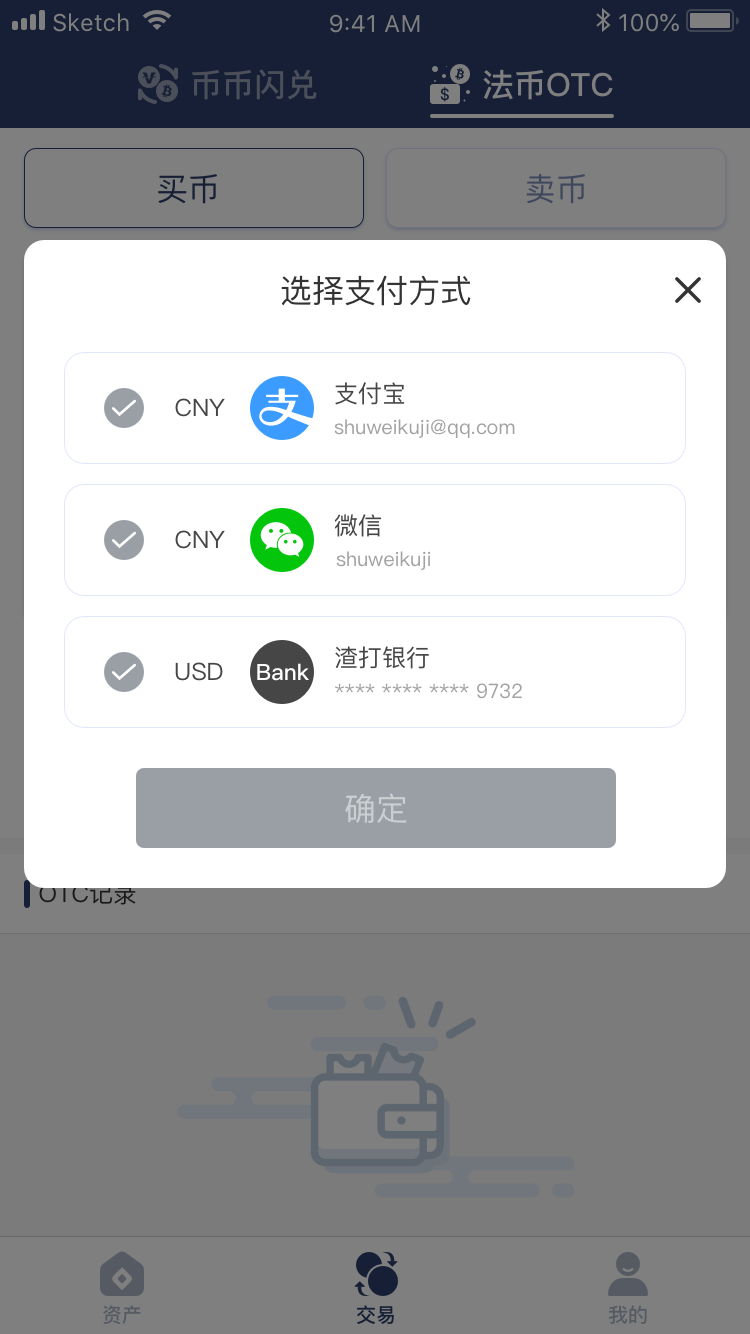 Sketch 9:41 AM 100%
币币闪兑 法币OTC
买币 卖币
选择支付方式
CNY 支 支付宝
shuweikuji@qq.com
CNY 微信
shuweikuji
USD Bank 渣打银行
**** **** **** 9732
确定
OTC记录
资产 交易 我的